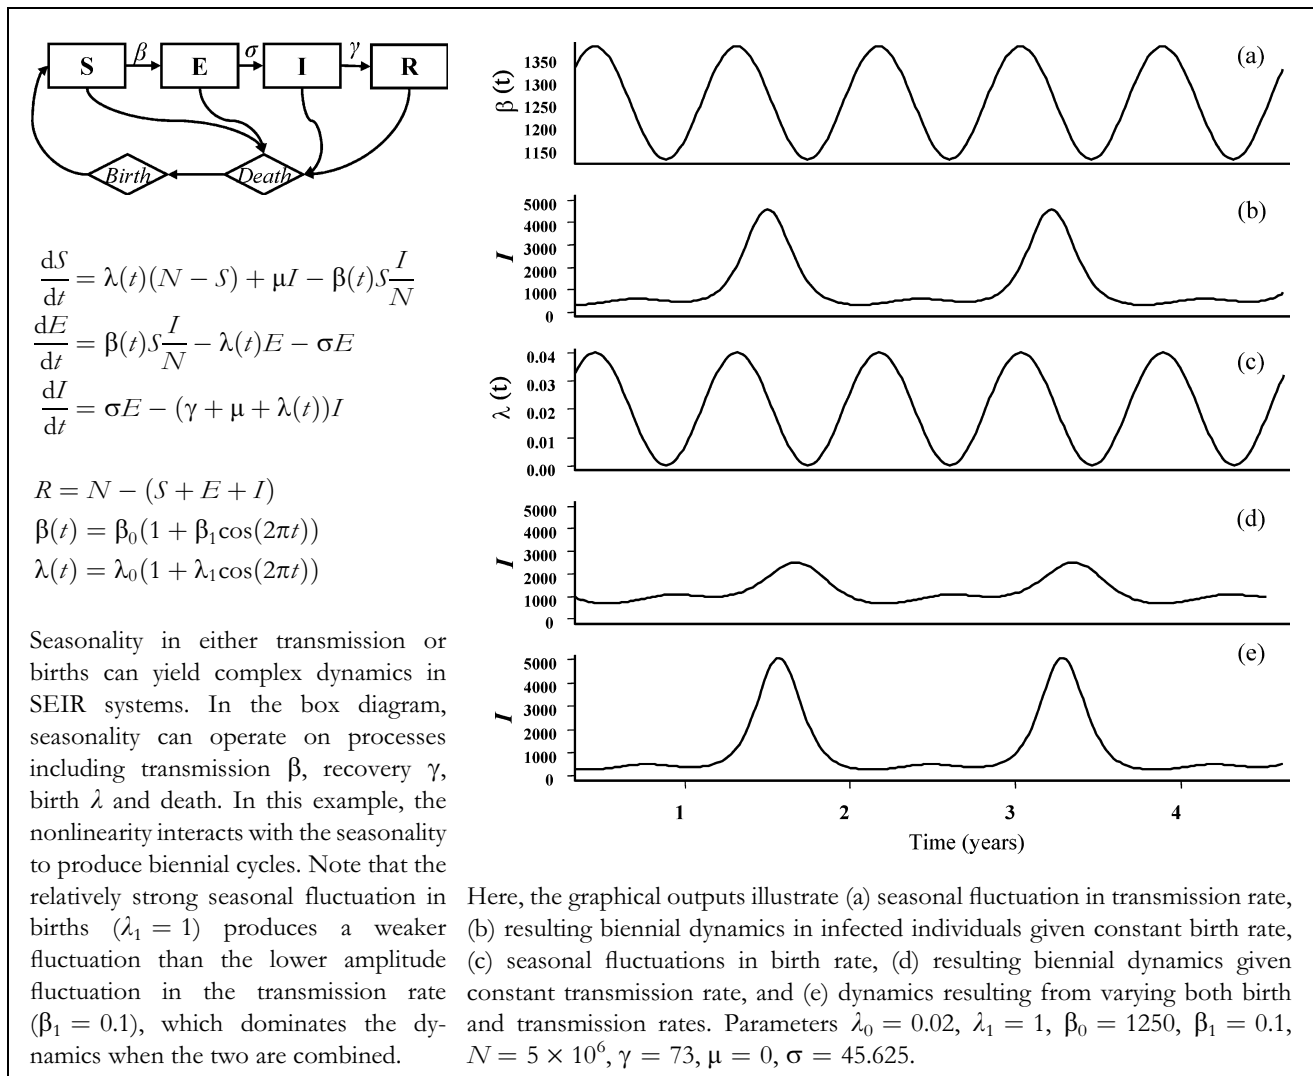 β σ γ
S E I R
Birth Death
dS/dt = λ(t)(N − S) + μI − β(t)S I/N
dE/dt = β(t)S I/N − λ(t)E − σE
dI/dt = σE − (γ + μ + λ(t))I
R = N − (S + E + I)
β(t) = β₀(1 + β₁cos(2πt))
λ(t) = λ₀(1 + λ₁cos(2πt))
Seasonality in either transmission or
births can yield complex dynamics in
SEIR systems. In the box diagram,
seasonality can operate on processes
including transmission β, recovery γ,
birth λ and death. In this example, the
nonlinearity interacts with the seasonality
to produce biennial cycles. Note that the
relatively strong seasonal fluctuation in
births (λ₁ = 1) produces a weaker
fluctuation than the lower amplitude
fluctuation in the transmission rate
(β₁ = 0.1), which dominates the dy-
namics when the two are combined.
(a)
β (t)
1350
1300
1250
1200
1150
(b)
I
5000
4000
3000
2000
1000
0
(c)
λ (t)
0.04
0.03
0.02
0.01
0.00
(d)
I
5000
4000
3000
2000
1000
0
(e)
I
5000
4000
3000
2000
1000
0
1 2 3 4
Time (years)
Here, the graphical outputs illustrate (a) seasonal fluctuation in transmission rate,
(b) resulting biennial dynamics in infected individuals given constant birth rate,
(c) seasonal fluctuations in birth rate, (d) resulting biennial dynamics given
constant transmission rate, and (e) dynamics resulting from varying both birth
and transmission rates. Parameters λ₀ = 0.02, λ₁ = 1, β₀ = 1250, β₁ = 0.1,
N = 5 × 10⁶, γ = 73, μ = 0, σ = 45.625.